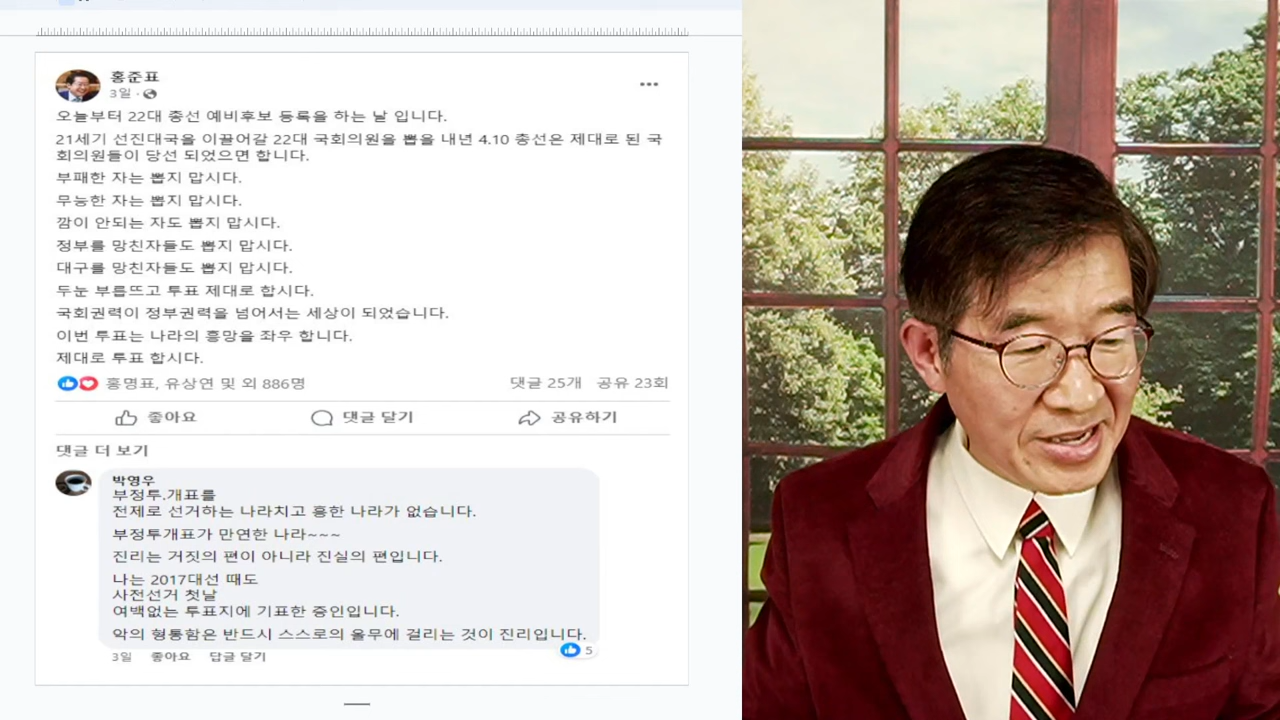 홍준표
3일
오늘부터 22대 총선 예비후보 등록을 하는 날 입니다.
21세기 선진대국을 이끌어갈 22대 국회의원을 뽑을 내년 4.10 총선은 제대로 된 국
회의원들이 당선 되었으면 합니다.
부패한 자는 뽑지 맙시다.
무능한 자는 뽑지 맙시다.
깜이 안되는 자도 뽑지 맙시다.
정부를 망친자들도 뽑지 맙시다.
대구를 망친자들도 뽑지 맙시다.
두눈 부릅뜨고 투표 제대로 합시다.
국회권력이 정부권력을 넘어서는 세상이 되었습니다.
이번 투표는 나라의 흥망을 좌우 합니다.
제대로 투표 합시다.
홍명표, 유상연 및 외 886명 댓글 25개 공유 23회
좋아요 댓글 달기 공유하기
댓글 더 보기
박영우
부정투.개표를
전제로 선거하는 나라치고 흥한 나라가 없습니다.
부정투개표가 만연한 나라~~~
진리는 거짓의 편이 아니라 진실의 편입니다.
나는 2017대선 때도
사전선거 첫날
여백없는 투표지에 기표한 증인입니다.
악의 형통함은 반드시 스스로의 올무에 걸리는 것이 진리입니다.
5
3일 좋아요 답글 달기